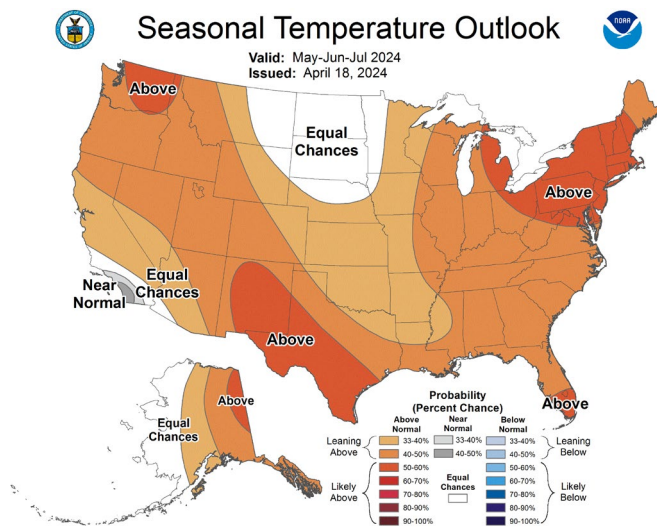 Seasonal Temperature Outlook
NOAA
Valid: May-Jun-Jul 2024
Issued: April 18, 2024
Above
Equal
Chances
Above
Near
Normal
Equal
Chances
Above
Above
Equal
Chances
Above
Probability
(Percent Chance)
Above
Normal
Near
Normal
Below
Normal
Leaning
Above
33-40%
40-50%
33-40%
40-50%
33-40%
40-50%
Leaning
Below
Likely
Above
50-60%
60-70%
70-80%
80-90%
90-100%
Equal
Chances
50-60%
60-70%
70-80%
80-90%
90-100%
Likely
Below